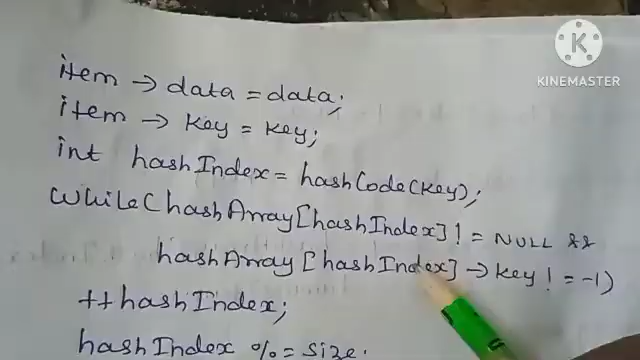 KINEMASTER
item → data = data;
item → key = key;
int hashIndex = hashCode(key);
while(hashArray[hashIndex] != NULL &&
hashArray[hashIndex] → key != -1)
++hashIndex;
hashIndex %= size;